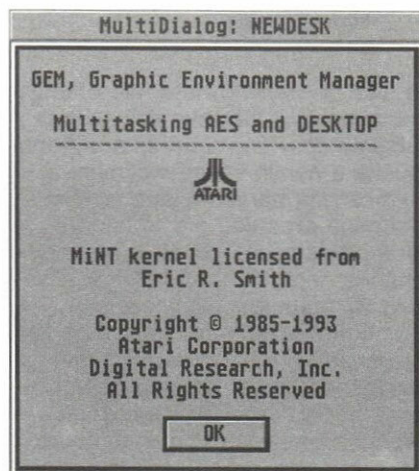 MultiDialog: NEWDESK
GEM, Graphic Environment Manager
Multitasking AES and DESKTOP
ATARI
MiNT kernel licensed from
Eric R. Smith
Copyright © 1985-1993
Atari Corporation
Digital Research, Inc.
All Rights Reserved
OK